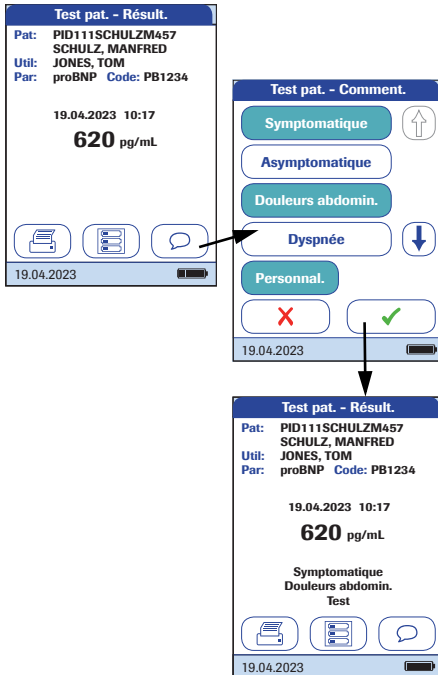 Test pat. - Résult.
Pat: PID111SCHULZM457
SCHULZ, MANFRED
Util: JONES, TOM
Par: proBNP Code: PB1234
19.04.2023 10:17
620 pg/mL
19.04.2023
Test pat. - Comment.
Symptomatique
Asymptomatique
Douleurs abdomin.
Dyspnée
Personnal.
19.04.2023
Test pat. - Résult.
Pat: PID111SCHULZM457
SCHULZ, MANFRED
Util: JONES, TOM
Par: proBNP Code: PB1234
19.04.2023 10:17
620 pg/mL
Symptomatique
Douleurs abdomin.
Test
19.04.2023